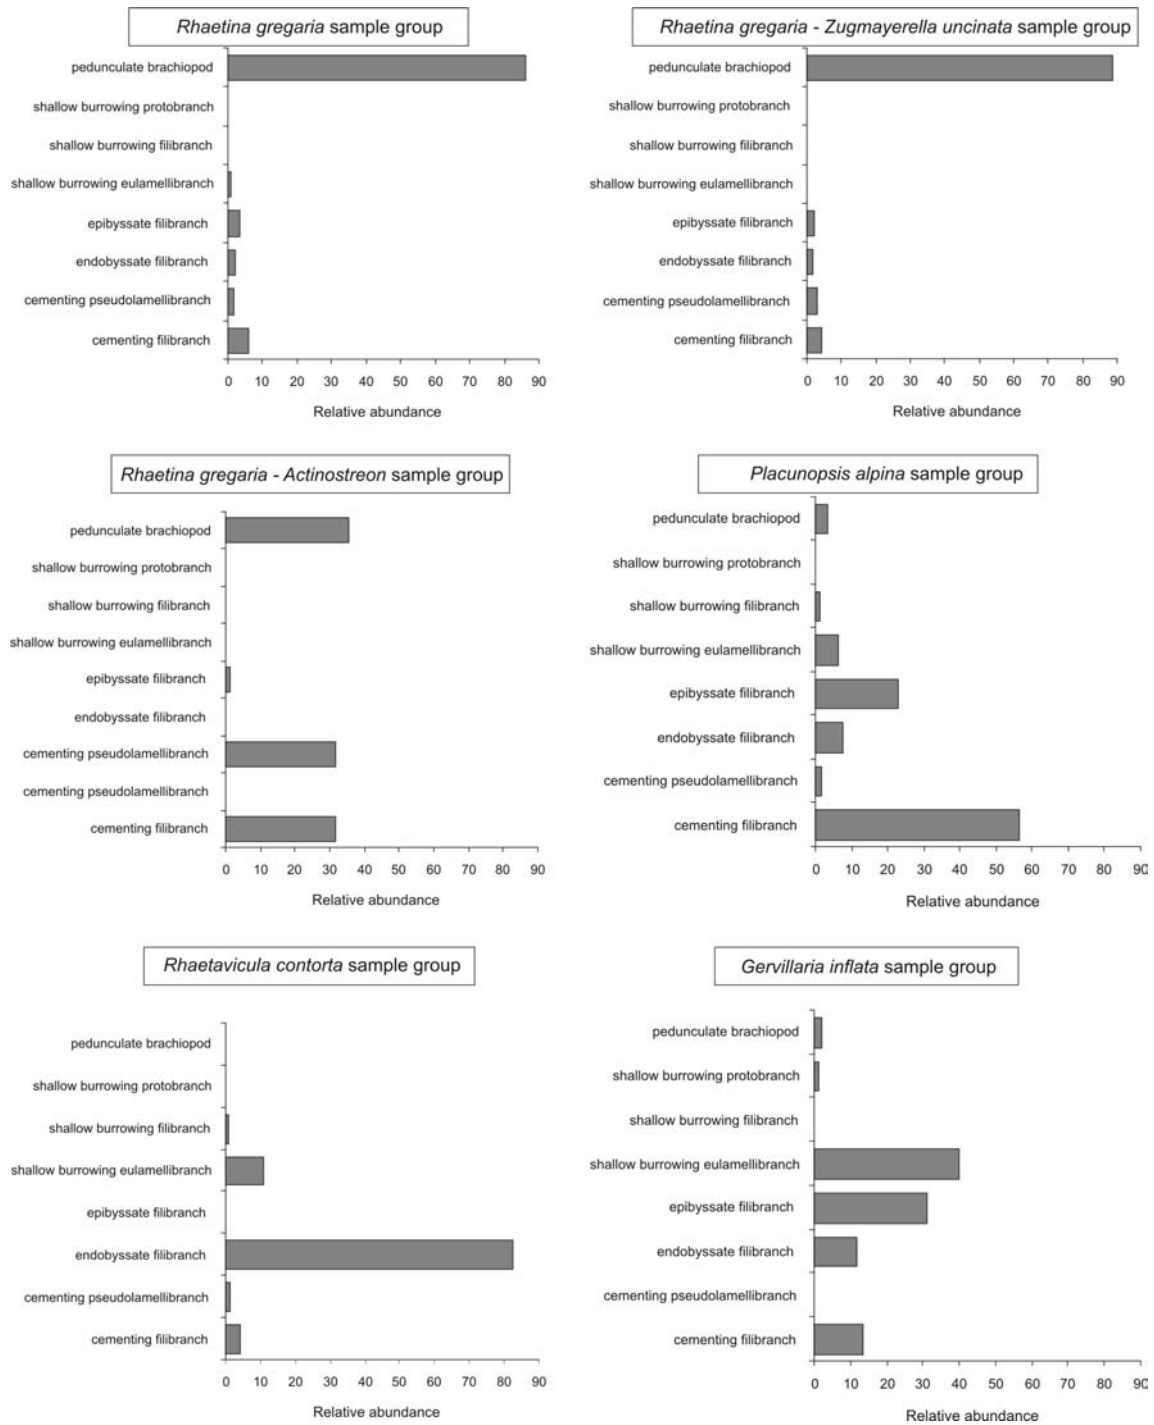 Rhaetina gregaria sample group
pedunculate brachiopod
shallow burrowing protobranch
shallow burrowing filibranch
shallow burrowing eulamellibranch
epibyssate filibranch
endobyssate filibranch
cementing pseudolamellibranch
cementing filibranch
0 10 20 30 40 50 60 70 80 90
Relative abundance
Rhaetina gregaria - Zugmayerella uncinata sample group
pedunculate brachiopod
shallow burrowing protobranch
shallow burrowing filibranch
shallow burrowing eulamellibranch
epibyssate filibranch
endobyssate filibranch
cementing pseudolamellibranch
cementing filibranch
0 10 20 30 40 50 60 70 80 90
Relative abundance
Rhaetina gregaria - Actinostreon sample group
pedunculate brachiopod
shallow burrowing protobranch
shallow burrowing filibranch
shallow burrowing eulamellibranch
epibyssate filibranch
endobyssate filibranch
cementing pseudolamellibranch
cementing pseudolamellibranch
cementing filibranch
0 10 20 30 40 50 60 70 80 90
Relative abundance
Placunopsis alpina sample group
pedunculate brachiopod
shallow burrowing protobranch
shallow burrowing filibranch
shallow burrowing eulamellibranch
epibyssate filibranch
endobyssate filibranch
cementing pseudolamellibranch
cementing filibranch
0 10 20 30 40 50 60 70 80 90
Relative abundance
Rhaetavicula contorta sample group
pedunculate brachiopod
shallow burrowing protobranch
shallow burrowing filibranch
shallow burrowing eulamellibranch
epibyssate filibranch
endobyssate filibranch
cementing pseudolamellibranch
cementing filibranch
0 10 20 30 40 50 60 70 80 90
Relative abundance
Gervillaria inflata sample group
pedunculate brachiopod
shallow burrowing protobranch
shallow burrowing filibranch
shallow burrowing eulamellibranch
epibyssate filibranch
endobyssate filibranch
cementing pseudolamellibranch
cementing filibranch
0 10 20 30 40 50 60 70 80 90
Relative abundance